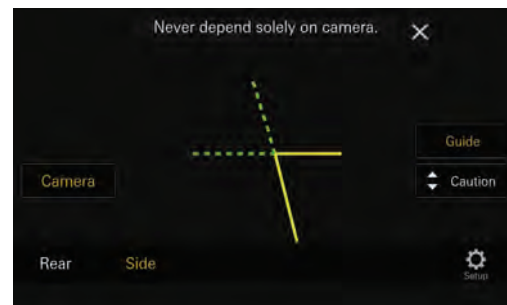 Never depend solely on camera.
Guide
Camera
Caution
Rear
Side
Setup